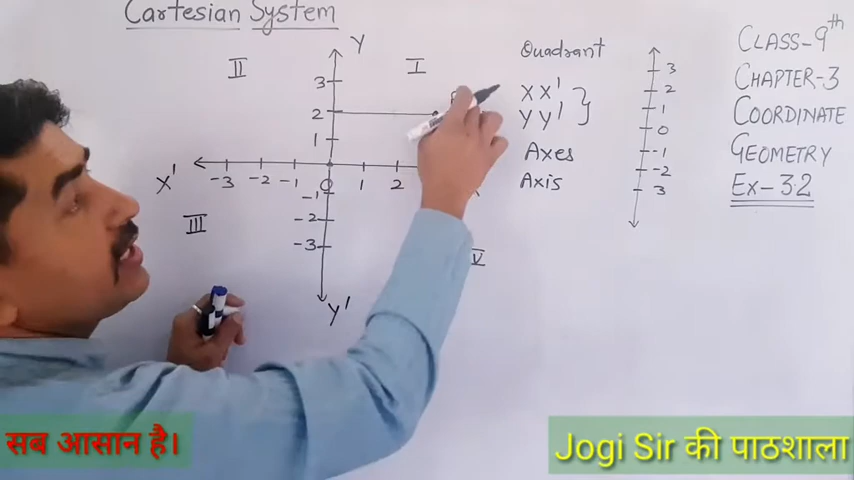 Cartesian System
Y
II
I
3
2
1
X'
-3
-2
-1
O
1
2
-1
-2
-3
III
Y'
Quadrant
XX'
YY'
Axes
Axis
3
2
1
0
-1
-2
3
CLASS-9th
CHAPTER-3
COORDINATE
GEOMETRY
Ex-3.2
सब आसान है।
Jogi Sir की पाठशाला